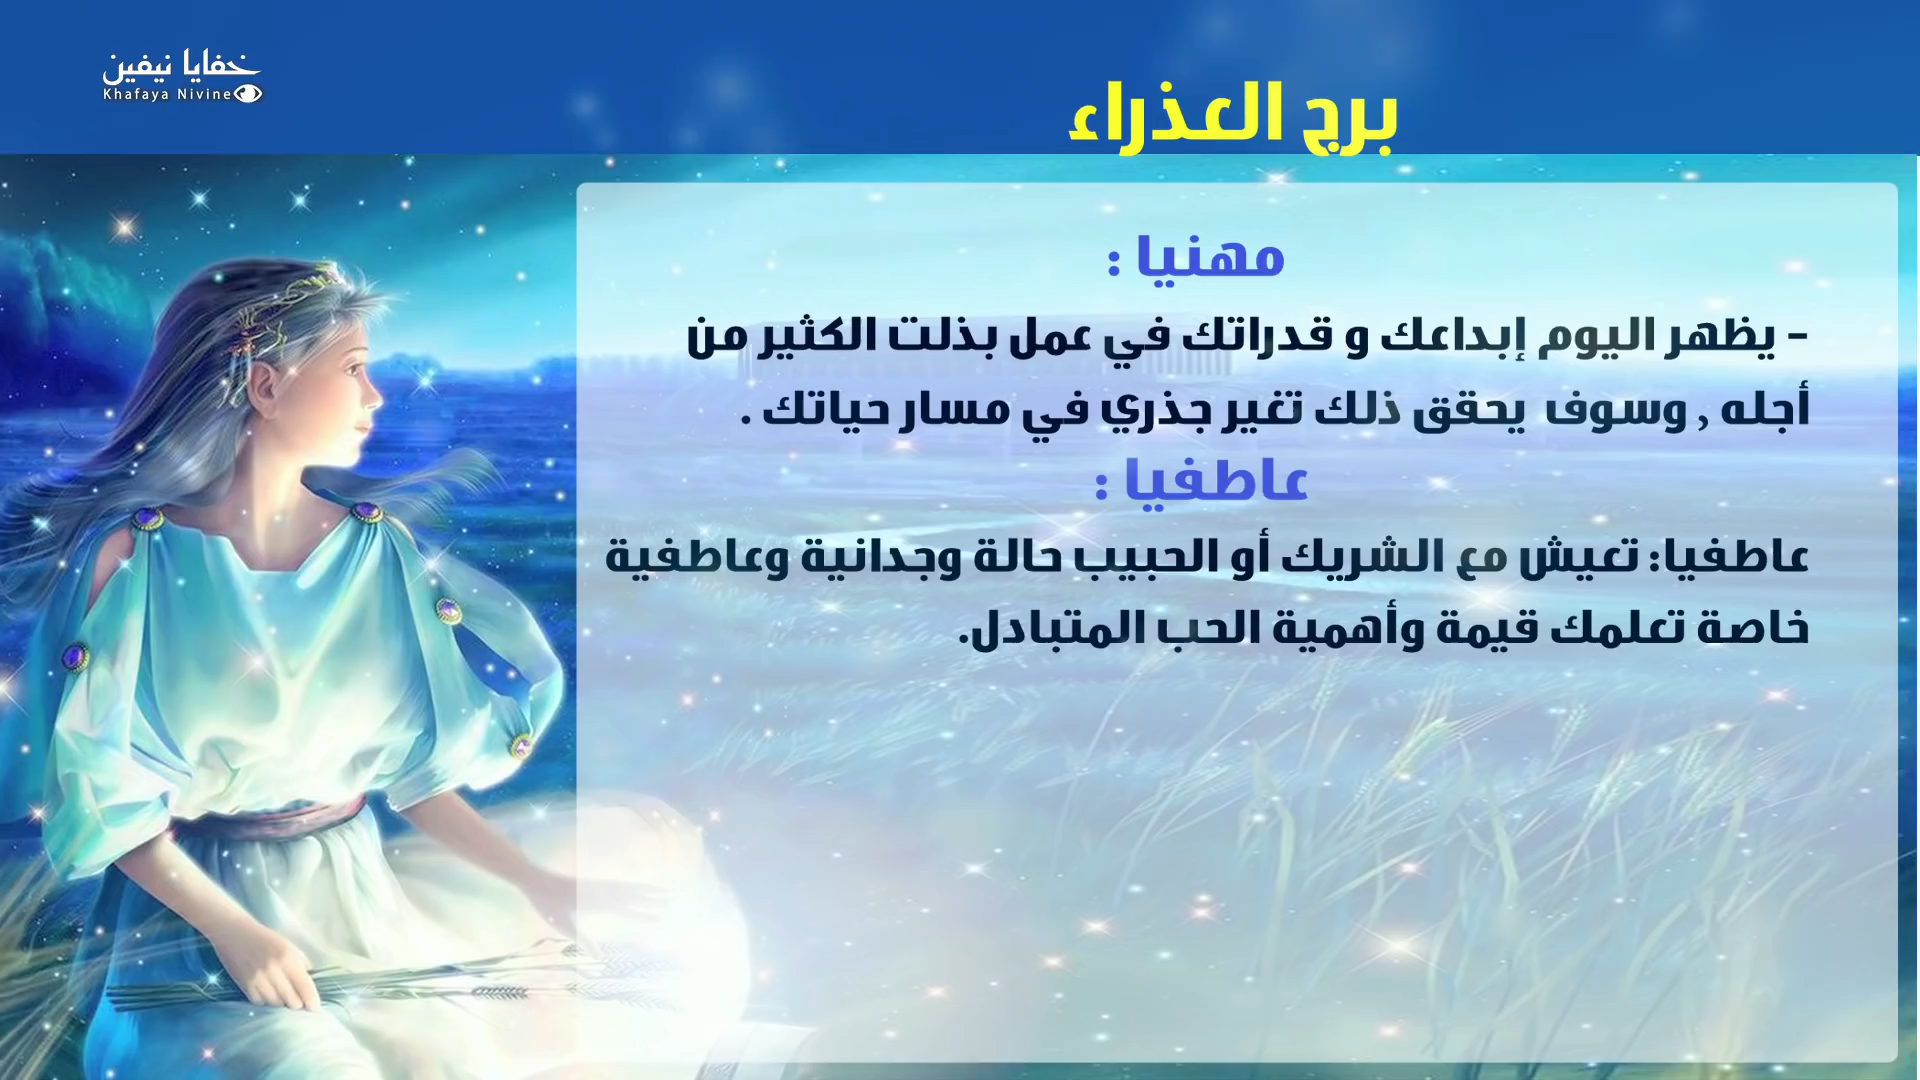 خفايا نيفين
Khafaya Nivine
برج العذراء
مهنيا :
- يظهر اليوم إبداعك و قدراتك في عمل بذلت الكثير من
أجله , وسوف يحقق ذلك تغير جذري في مسار حياتك .
عاطفيا :
عاطفيا: تعيش مع الشريك أو الحبيب حالة وجدانية وعاطفية
خاصة تعلمك قيمة وأهمية الحب المتبادل.